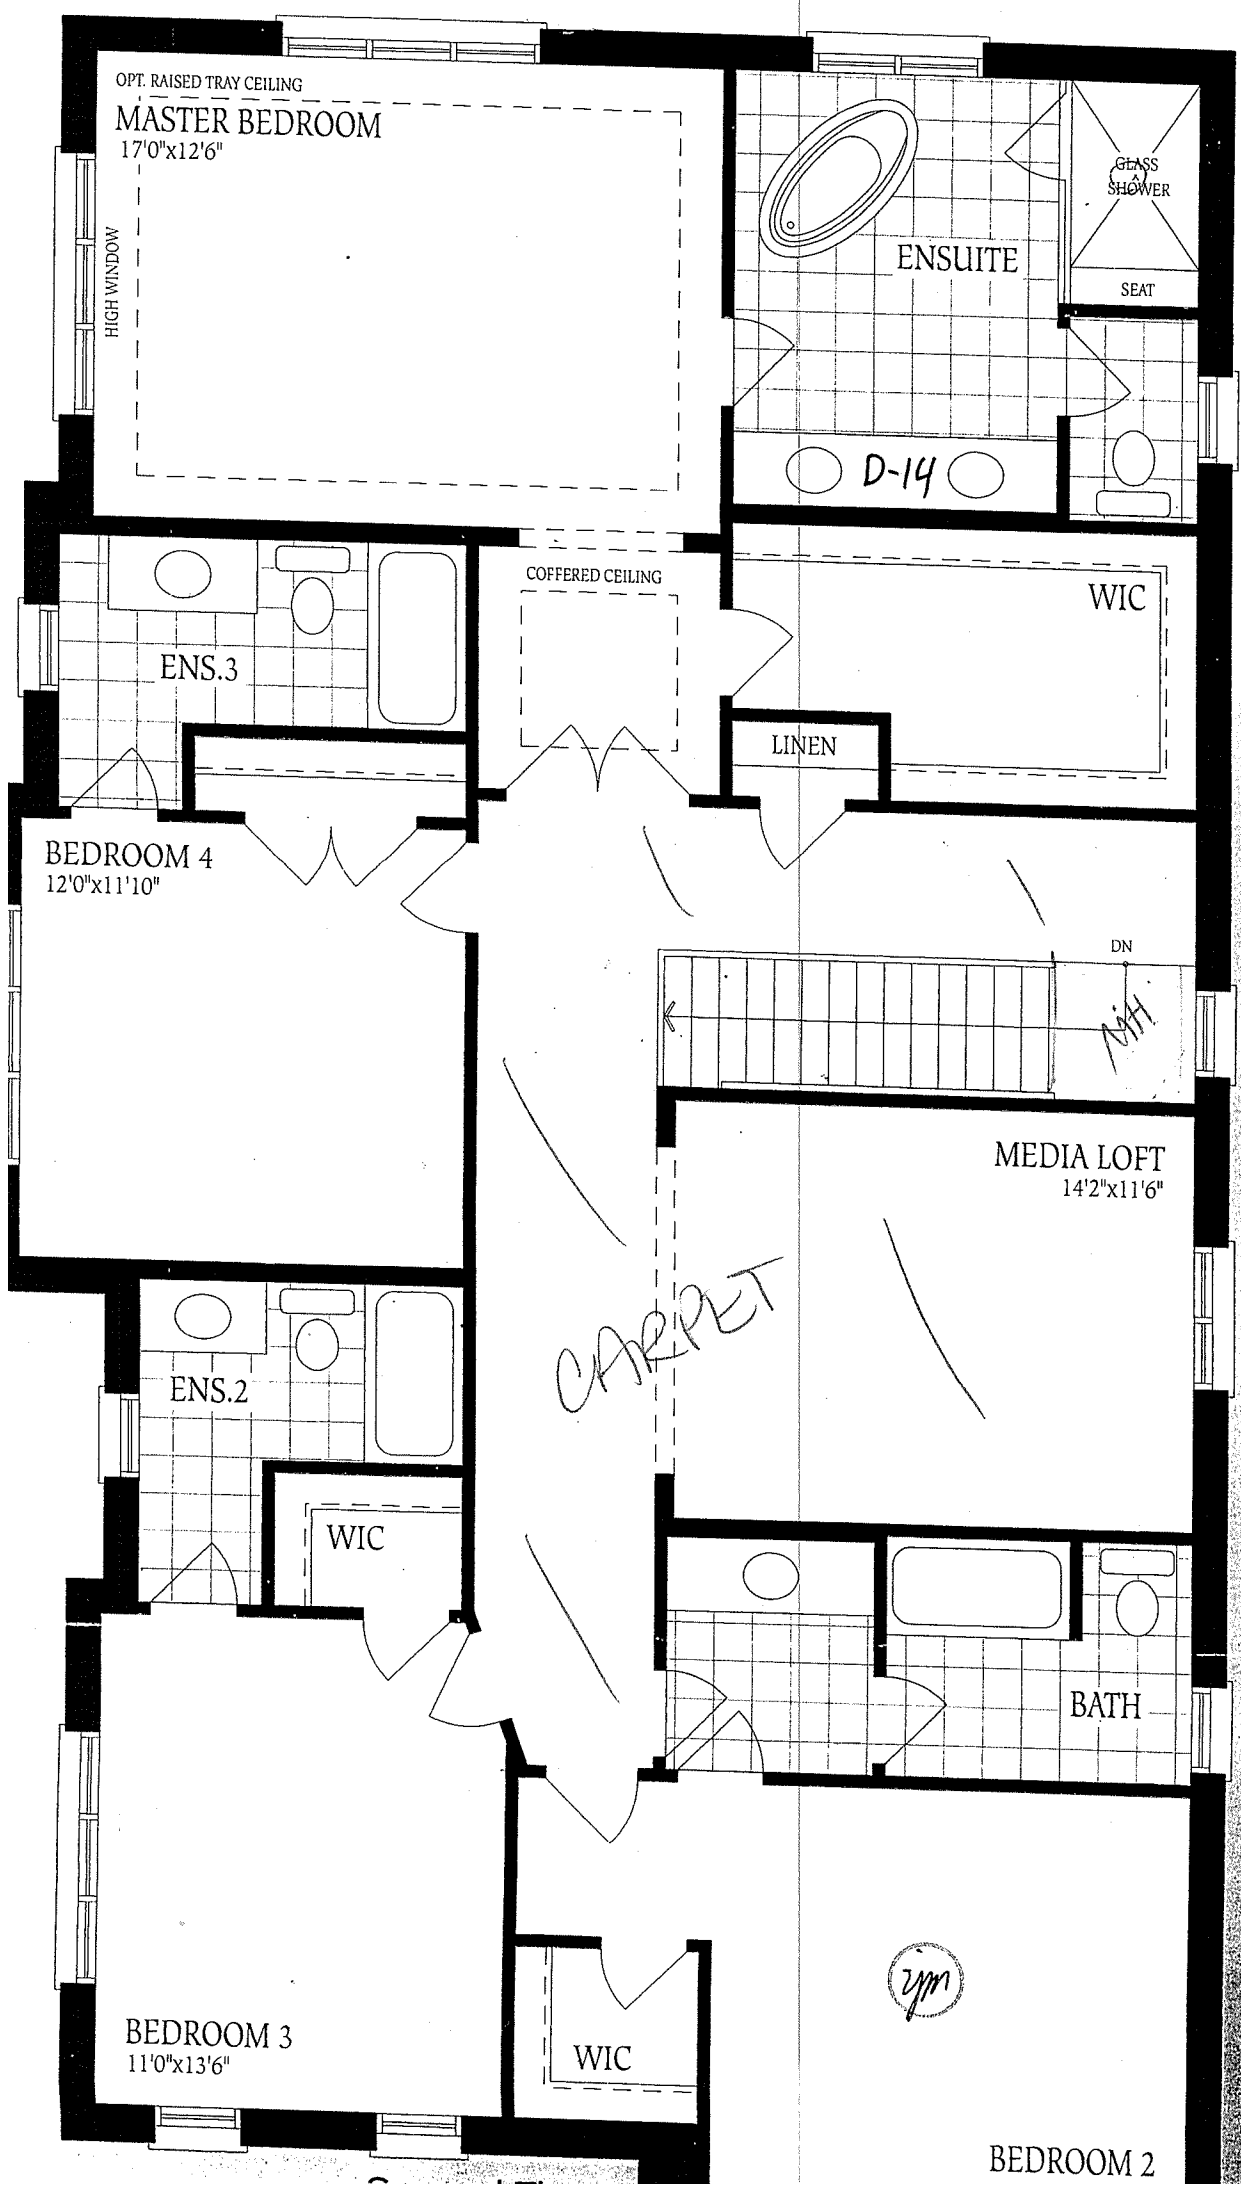 OPT. RAISED TRAY CEILING
MASTER BEDROOM
17'0"x12'6"
HIGH WINDOW
GLASS
SHOWER
ENSUITE
SEAT
D-14
COFFERED CEILING
WIC
ENS.3
LINEN
BEDROOM 4
12'0"x11'10"
DN
MEDIA LOFT
14'2"x11'6"
CARPET
ENS.2
WIC
BATH
BEDROOM 3
11'0"x13'6"
WIC
BEDROOM 2